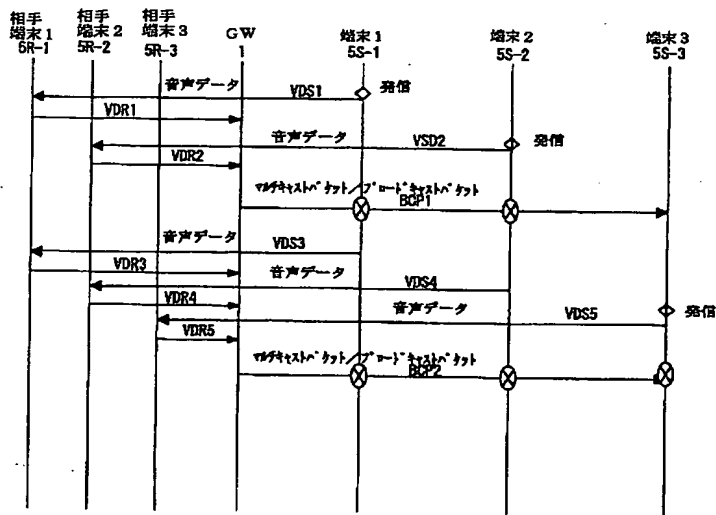 相手
端末1
5R-1
相手
端末2
5R-2
相手
端末3
5R-3
GW
1
端末1
5S-1
端末2
5S-2
端末3
5S-3
音声データ
VDS1
発信
VDR1
音声データ
VSD2
発信
VDR2
マルチキャストパケット/ブロードキャストパケット
BCP1
音声データ
VDS3
VDR3
音声データ
VDS4
VDR4
音声データ
VDS5
発信
VDR5
マルチキャストパケット/ブロードキャストパケット
BCP2